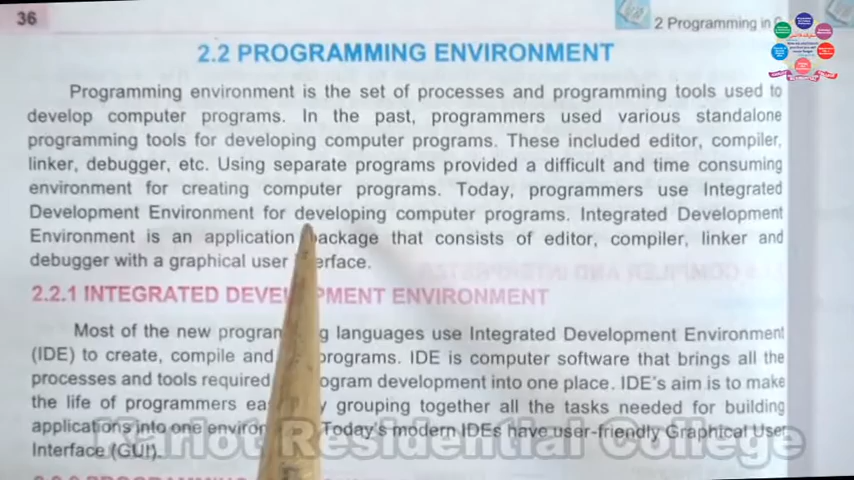 36
2 Programming in C
2.2 PROGRAMMING ENVIRONMENT
Programming environment is the set of processes and programming tools used to
develop computer programs. In the past, programmers used various standalone
programming tools for developing computer programs. These included editor, compiler,
linker, debugger, etc. Using separate programs provided a difficult and time consuming
environment for creating computer programs. Today, programmers use Integrated
Development Environment for developing computer programs. Integrated Development
Environment is an application package that consists of editor, compiler, linker and
debugger with a graphical user interface.
2.2.1 INTEGRATED DEVELOPMENT ENVIRONMENT
Most of the new programming languages use Integrated Development Environment
(IDE) to create, compile and programs. IDE is computer software that brings all the
processes and tools required program development into one place. IDE's aim is to make
the life of programmers easy by grouping together all the tasks needed for building
applications into one environment. Today's modern IDEs have user-friendly Graphical User
Interface (GUI).
Karlot Residential College